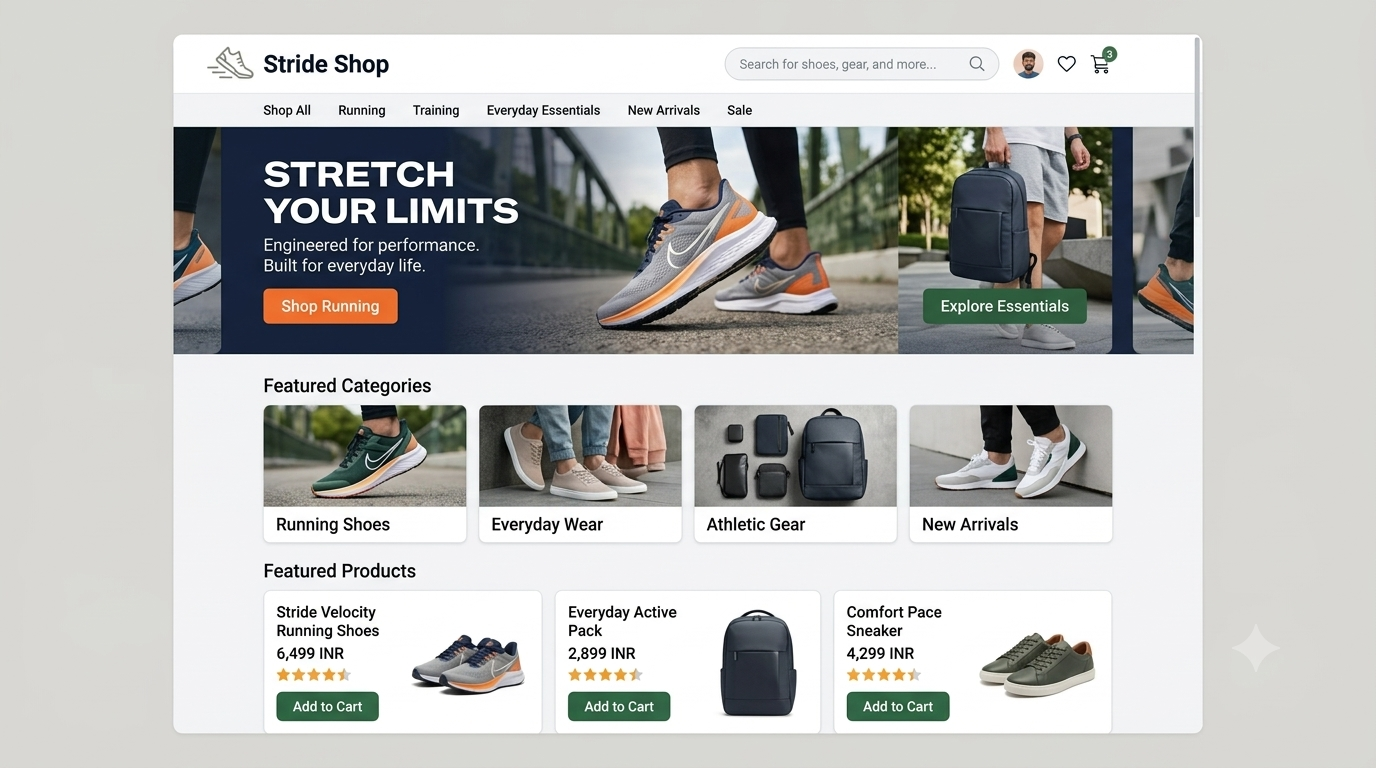 Stride Shop
Search for shoes, gear, and more...
3
Shop All
Running
Training
Everyday Essentials
New Arrivals
Sale
STRETCH
YOUR LIMITS
Engineered for performance.
Built for everyday life.
Shop Running
Explore Essentials
Featured Categories
Running Shoes
Everyday Wear
Athletic Gear
New Arrivals
Featured Products
Stride Velocity
Running Shoes
6,499 INR
Add to Cart
Everyday Active
Pack
2,899 INR
Add to Cart
Comfort Pace
Sneaker
4,299 INR
Add to Cart